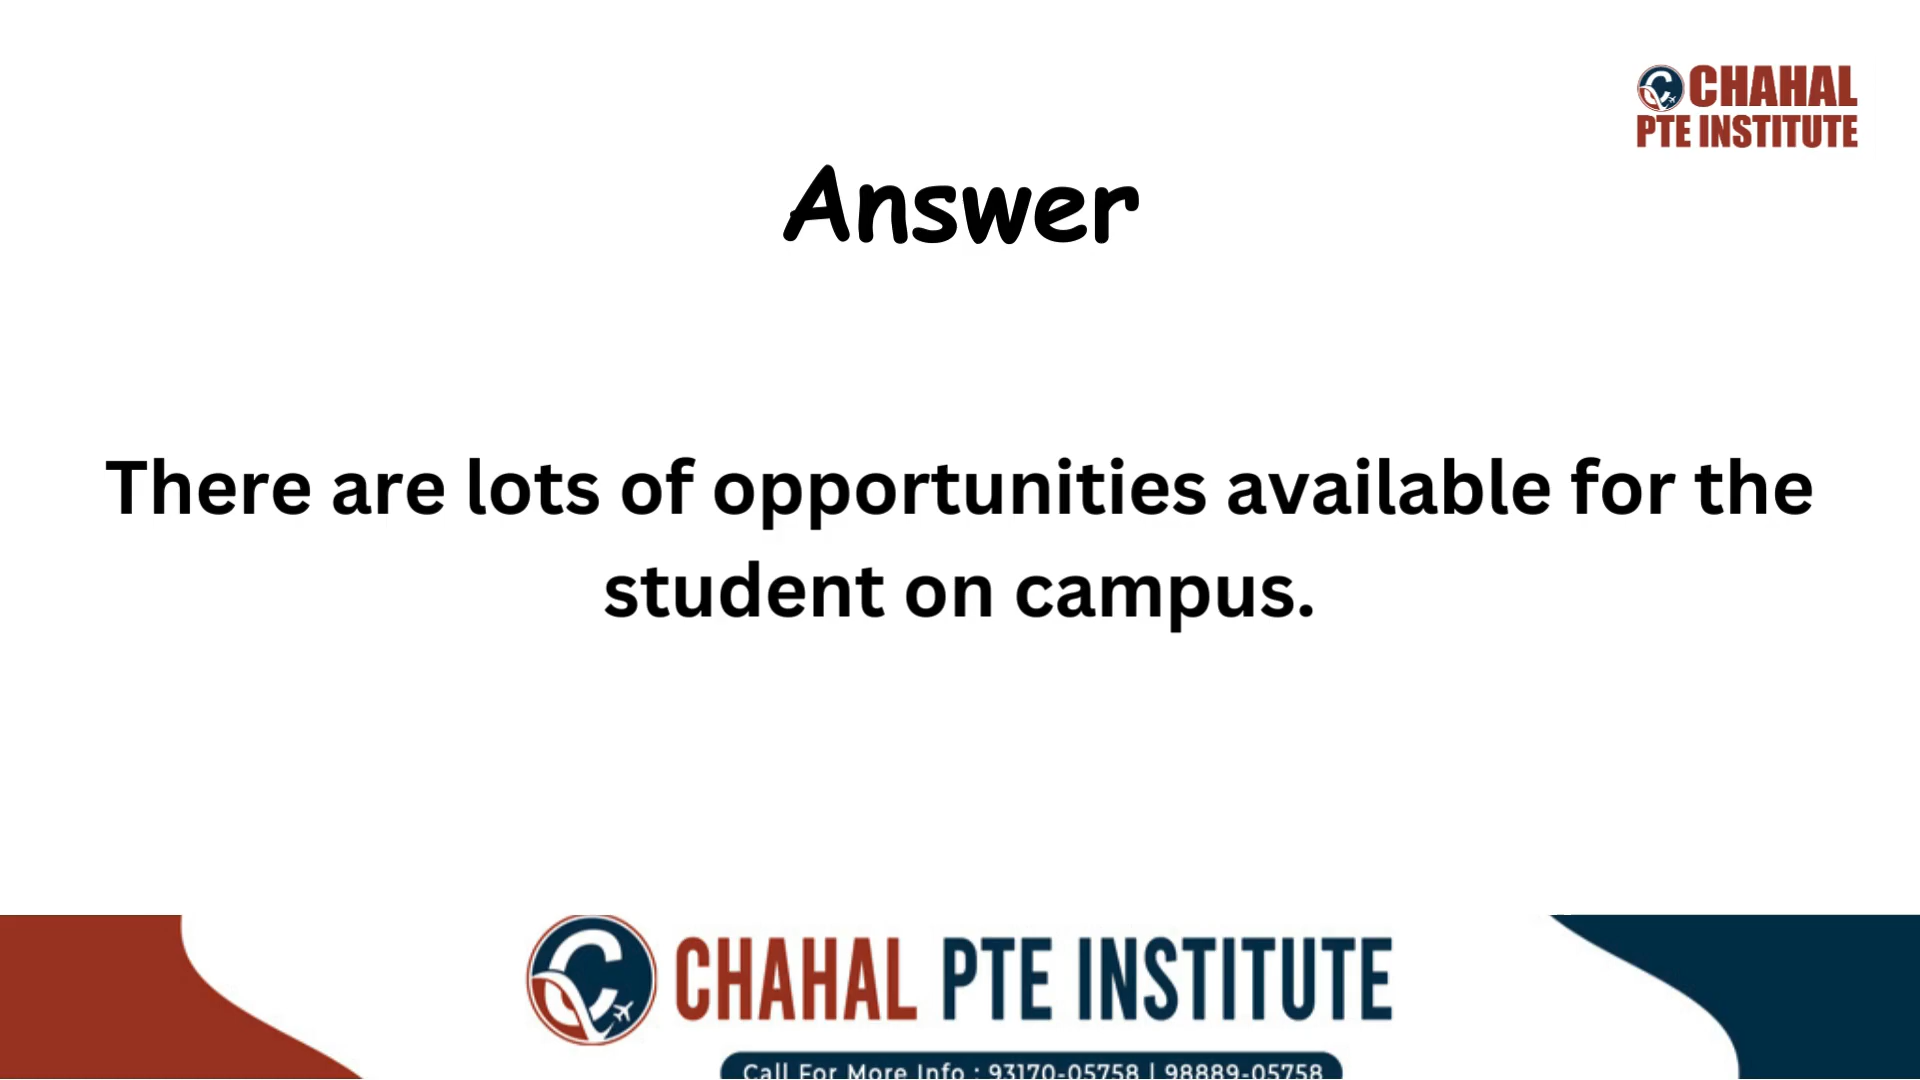 CHAHAL
PTE INSTITUTE
Answer
There are lots of opportunities available for the
student on campus.
CHAHAL PTE INSTITUTE
Call For More Info : 93170-05758 | 98889-05758